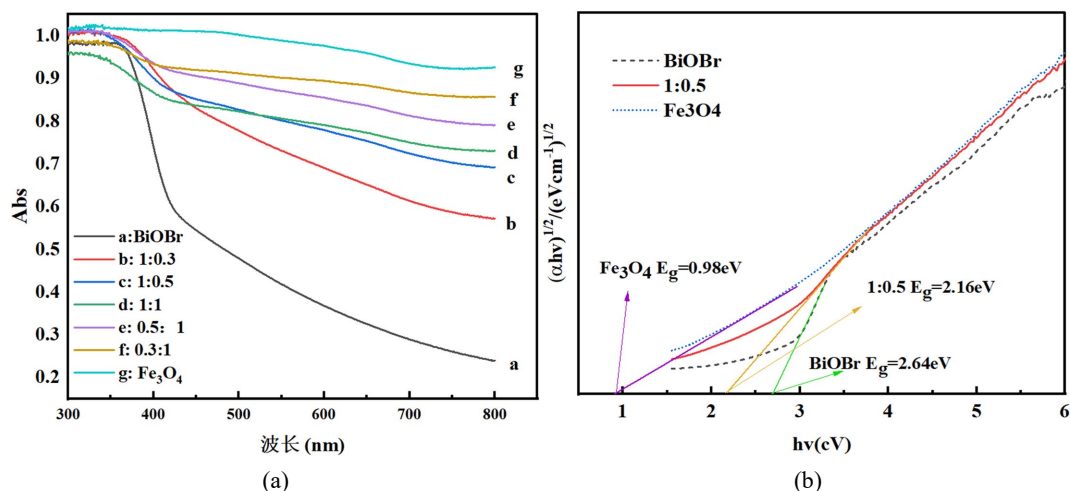 1.0
0.9
0.8
0.7
0.6
0.5
0.4
0.3
0.2
Abs
300 400 500 600 700 800
波长 (nm)
a:BiOBr
b: 1:0.3
c: 1:0.5
d: 1:1
e: 0.5：1
f: 0.3:1
g: Fe₃O₄
g
f
e
d
c
b
a
(a)
BiOBr
1:0.5
Fe3O4
(αhv)^1/2/(eVcm⁻¹)^1/2
Fe₃O₄ Eg=0.98eV
1:0.5 Eg=2.16eV
BiOBr Eg=2.64eV
1 2 3 4 5 6
hv(cV)
(b)